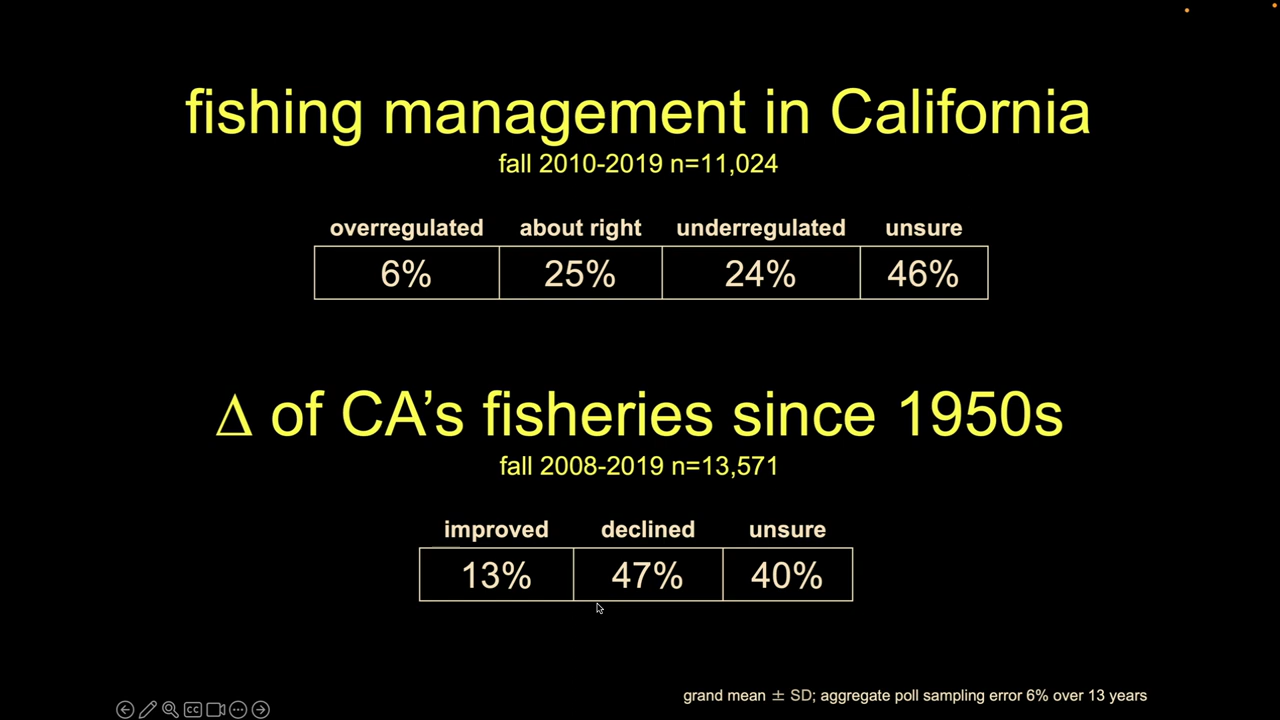 fishing management in California
fall 2010-2019 n=11,024
overregulated about right underregulated unsure
6% 25% 24% 46%
Δ of CA’s fisheries since 1950s
fall 2008-2019 n=13,571
improved declined unsure
13% 47% 40%
grand mean ± SD; aggregate poll sampling error 6% over 13 years
CC